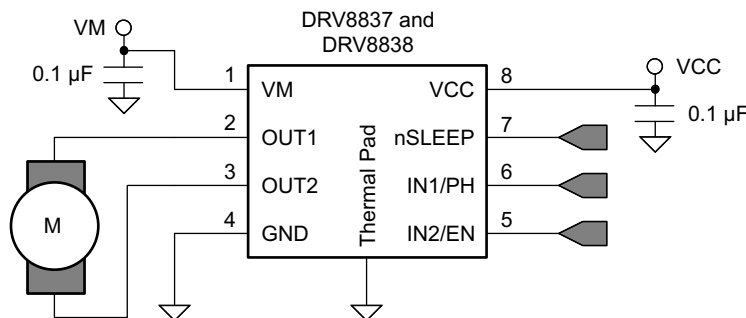 DRV8837 and
DRV8838
VM
0.1 µF
VCC
0.1 µF
1
VM
VCC
8
2
OUT1
nSLEEP
7
3
OUT2
IN1/PH
6
4
GND
IN2/EN
5
Thermal Pad
M